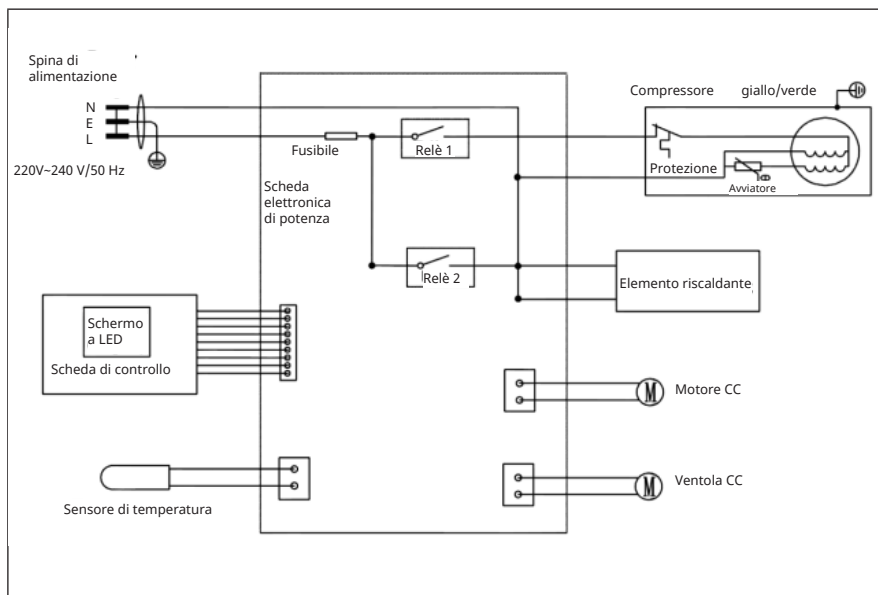 Spina di
alimentazione
N
E
L
220V~240 V/50 Hz
Fusibile
Relè 1
Compressore
giallo/verde
Protezione
Avviatore
Scheda
elettronica
di potenza
Relè 2
Elemento riscaldante
Schermo
a LED
Scheda di controllo
M
Motore CC
M
Ventola CC
Sensore di temperatura